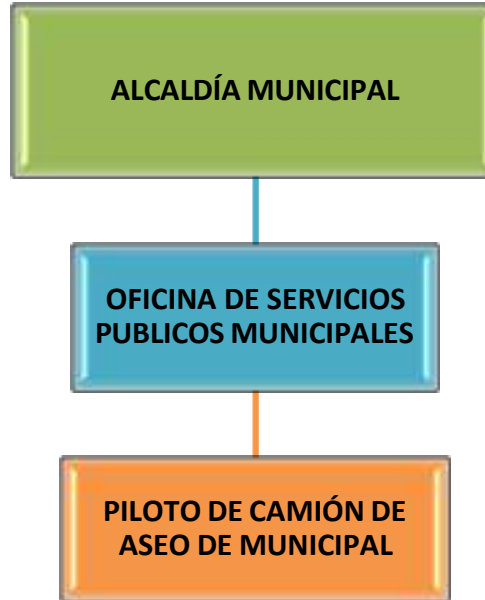 ALCALDÍA MUNICIPAL
OFICINA DE SERVICIOS
PUBLICOS MUNICIPALES
PILOTO DE CAMIÓN DE
ASEO DE MUNICIPAL